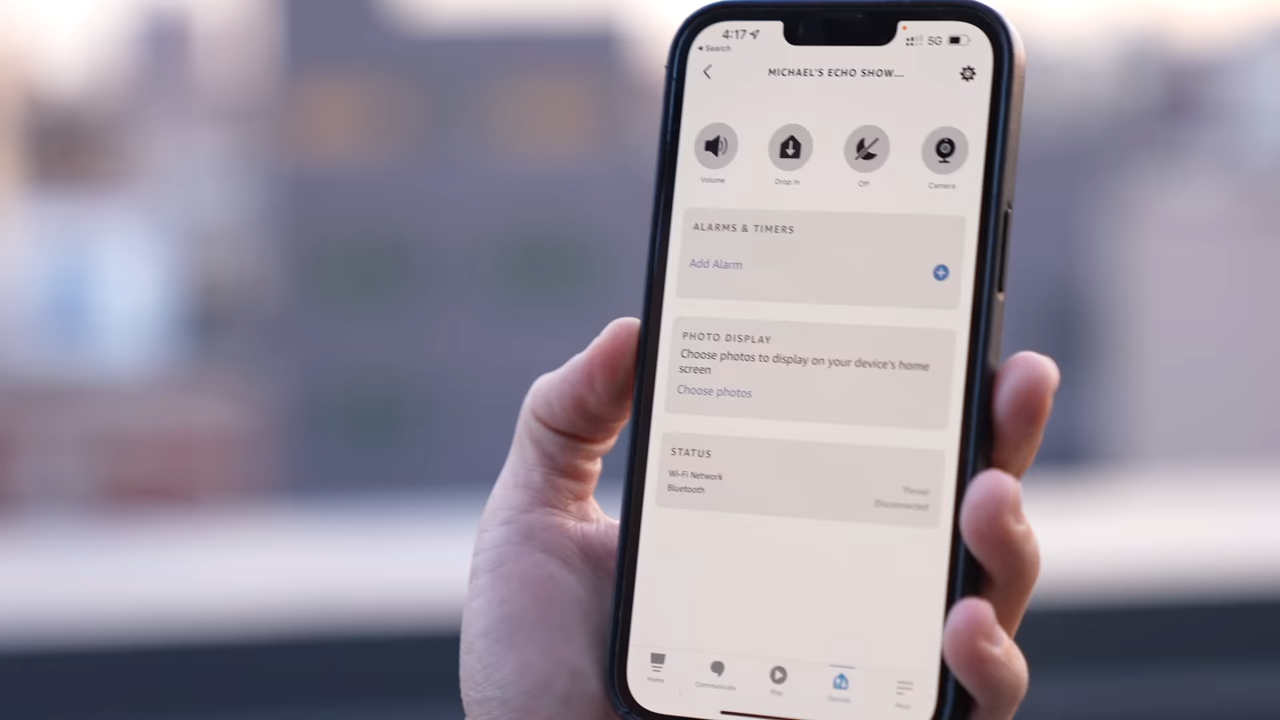 4:17
5G
Search
MICHAEL'S ECHO SHOW...
Volume
Drop In
Off
Camera
ALARMS & TIMERS
Add Alarm
PHOTO DISPLAY
Choose photos to display on your device's home
screen
Choose photos
STATUS
Wi-Fi Network
Bluetooth
Disconnected
Home
Communicate
Play
Devices
More